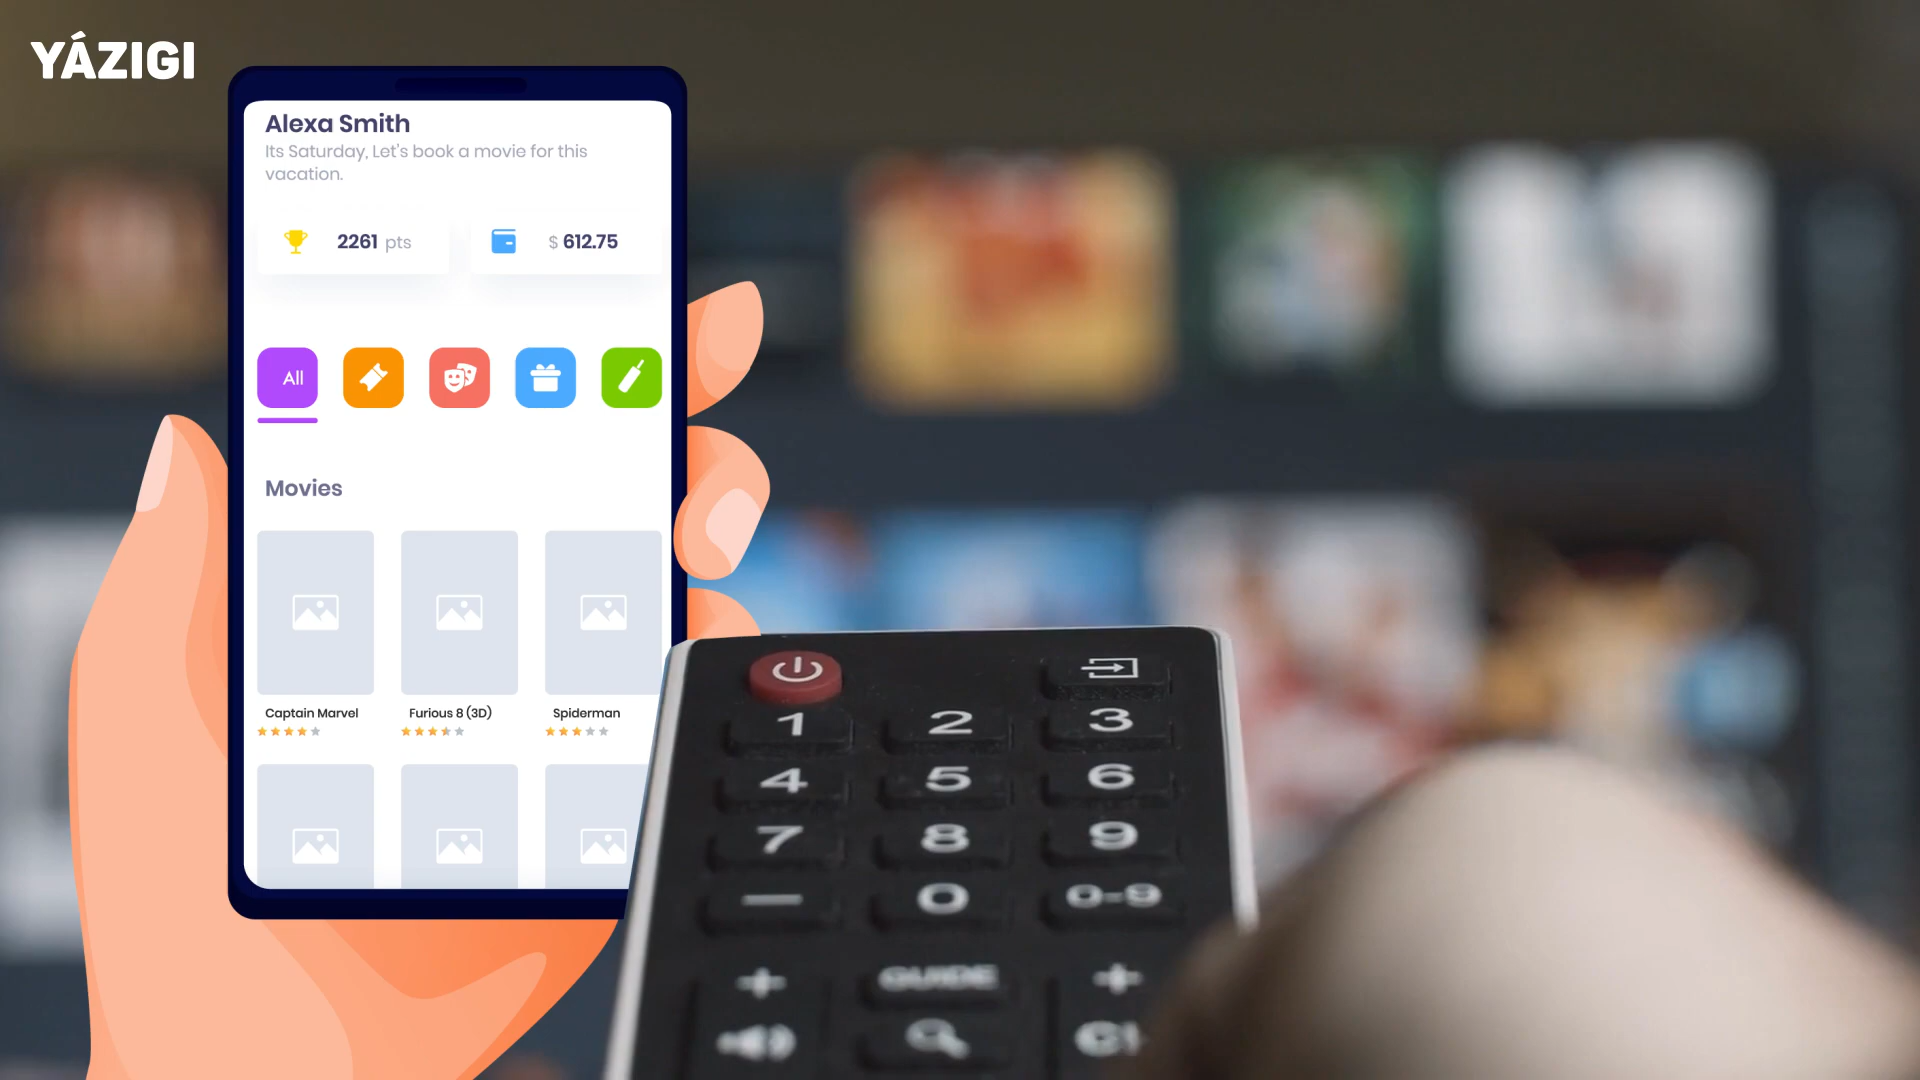 YÁZIGI
Alexa Smith
Its Saturday, Let's book a movie for this
vacation.
2261 pts
$ 612.75
All
Movies
Captain Marvel
Furious 8 (3D)
Spiderman
1 2 3
4 5 6
7 8 9
— 0 0-9
+ GUIDE +